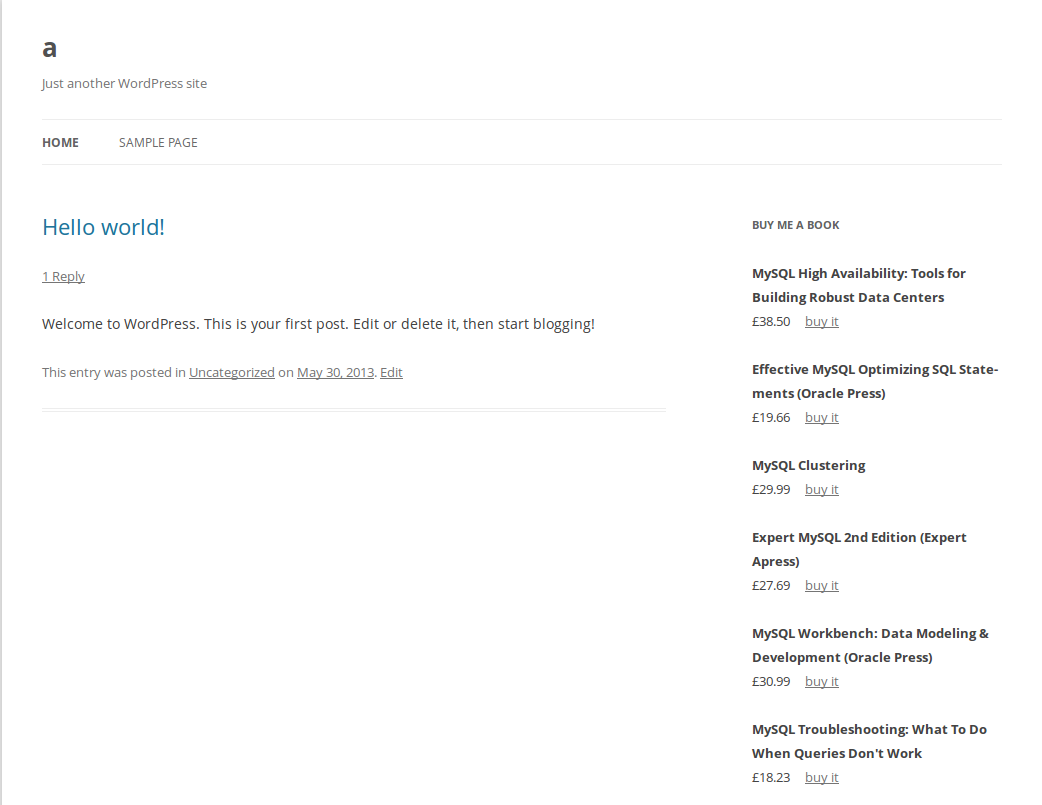 a
Just another WordPress site
HOME SAMPLE PAGE
Hello world!
1 Reply
Welcome to WordPress. This is your first post. Edit or delete it, then start blogging!
This entry was posted in Uncategorized on May 30, 2013. Edit
BUY ME A BOOK
MySQL High Availability: Tools for
Building Robust Data Centers
£38.50 buy it
Effective MySQL Optimizing SQL State-
ments (Oracle Press)
£19.66 buy it
MySQL Clustering
£29.99 buy it
Expert MySQL 2nd Edition (Expert
Apress)
£27.69 buy it
MySQL Workbench: Data Modeling &
Development (Oracle Press)
£30.99 buy it
MySQL Troubleshooting: What To Do
When Queries Don't Work
£18.23 buy it